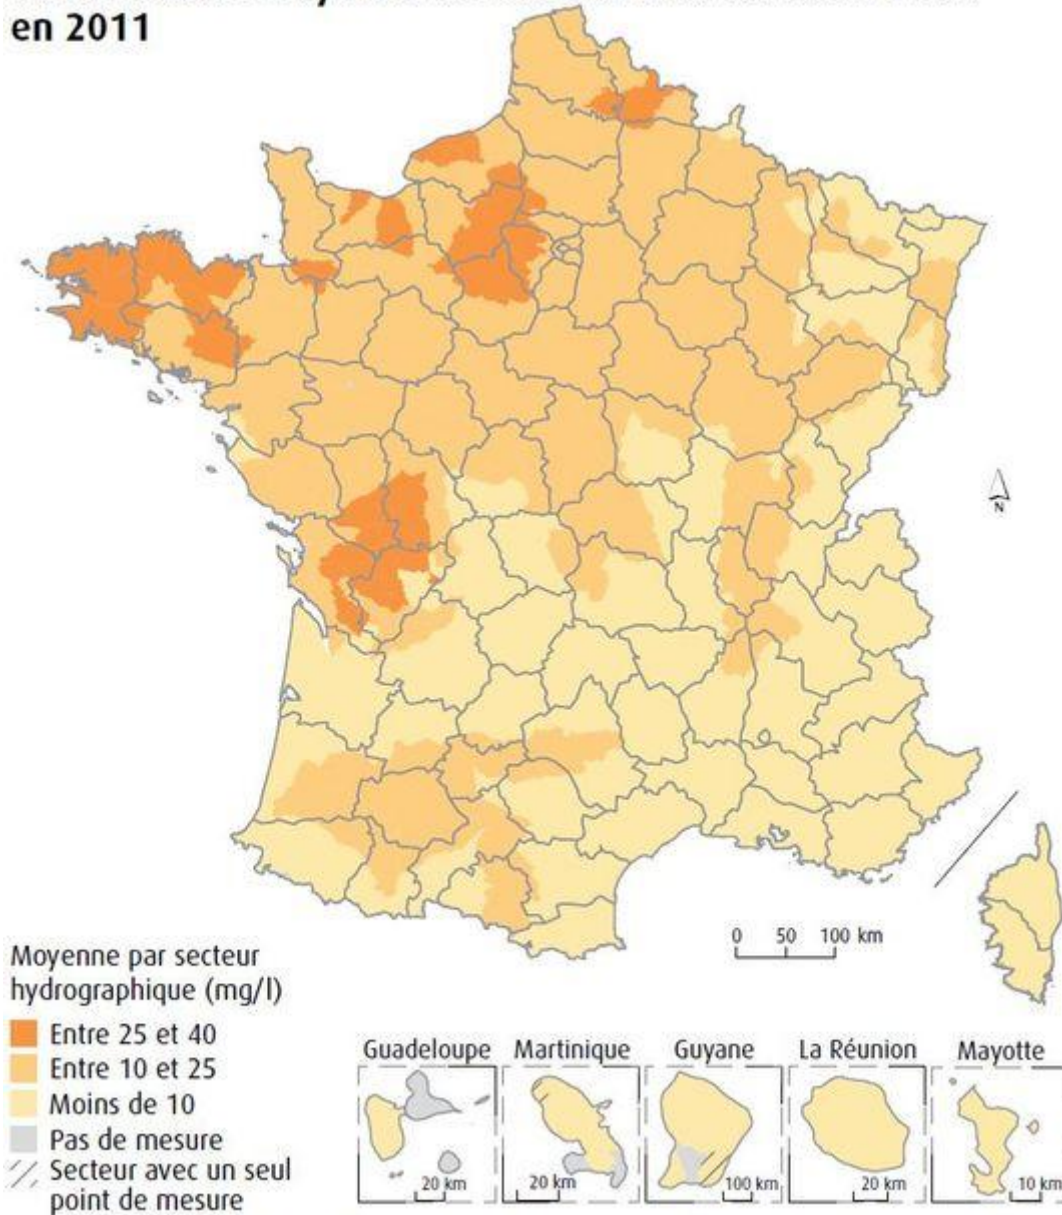 en 2011
N
0 50 100 km
Moyenne par secteur
hydrographique (mg/l)
Entre 25 et 40
Entre 10 et 25
Moins de 10
Pas de mesure
Secteur avec un seul
point de mesure
Guadeloupe Martinique Guyane La Réunion Mayotte
20 km 20 km 100 km 20 km 10 km